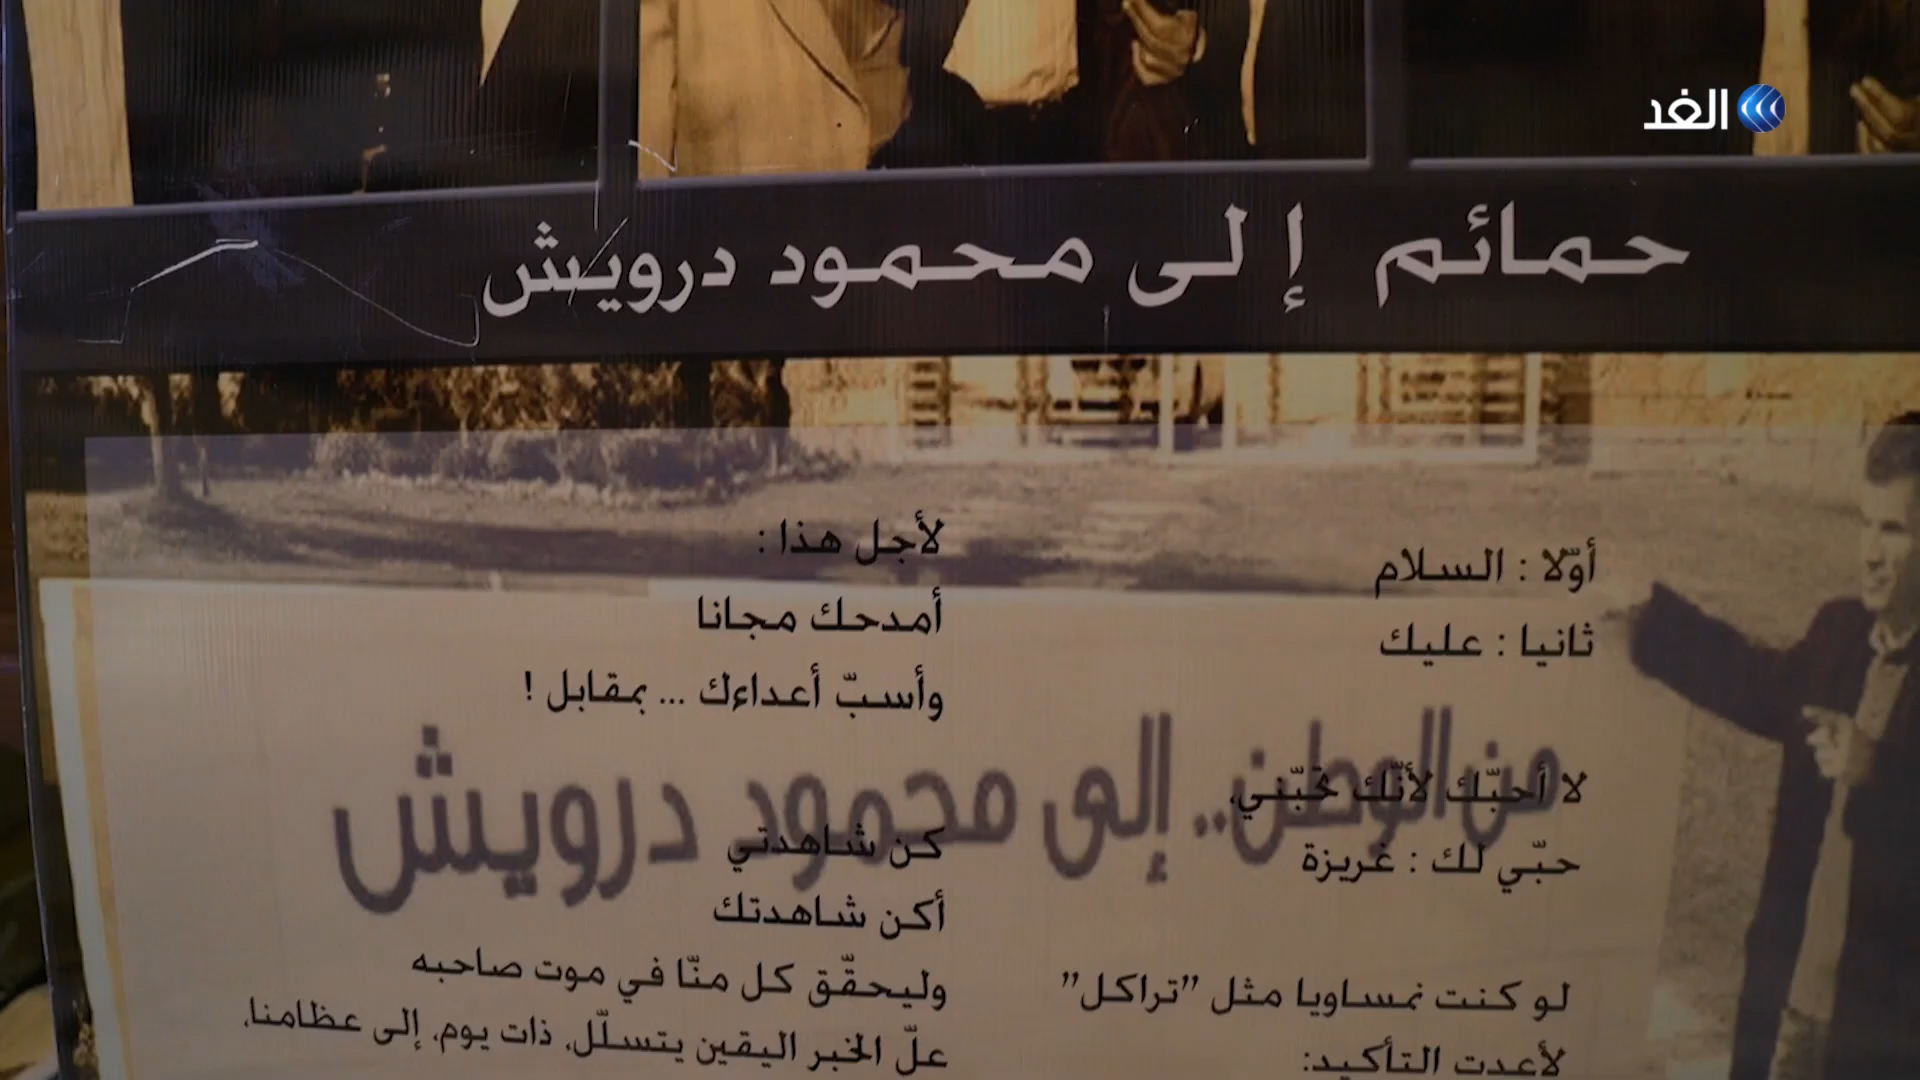 الغد
حمائم إلى محمود درويش
أوّلا : السلام
ثانيا : عليك
لا أحبّك لأنّك تحبّني.
حبّي لك : غريزة
لو كنت نمساويا مثل "تراكل"
لأعدت التأكيد:
لأجل هذا :
أمدحك مجانا
وأسبّ أعداءك ... بمقابل !
كن شاهدتي
أكن شاهدتك
وليحقّق كل منّا في موت صاحبه
علّ الخبر اليقين يتسلّل، ذات يوم، إلى عظامنا،
من الوطن.. إلى محمود درويش